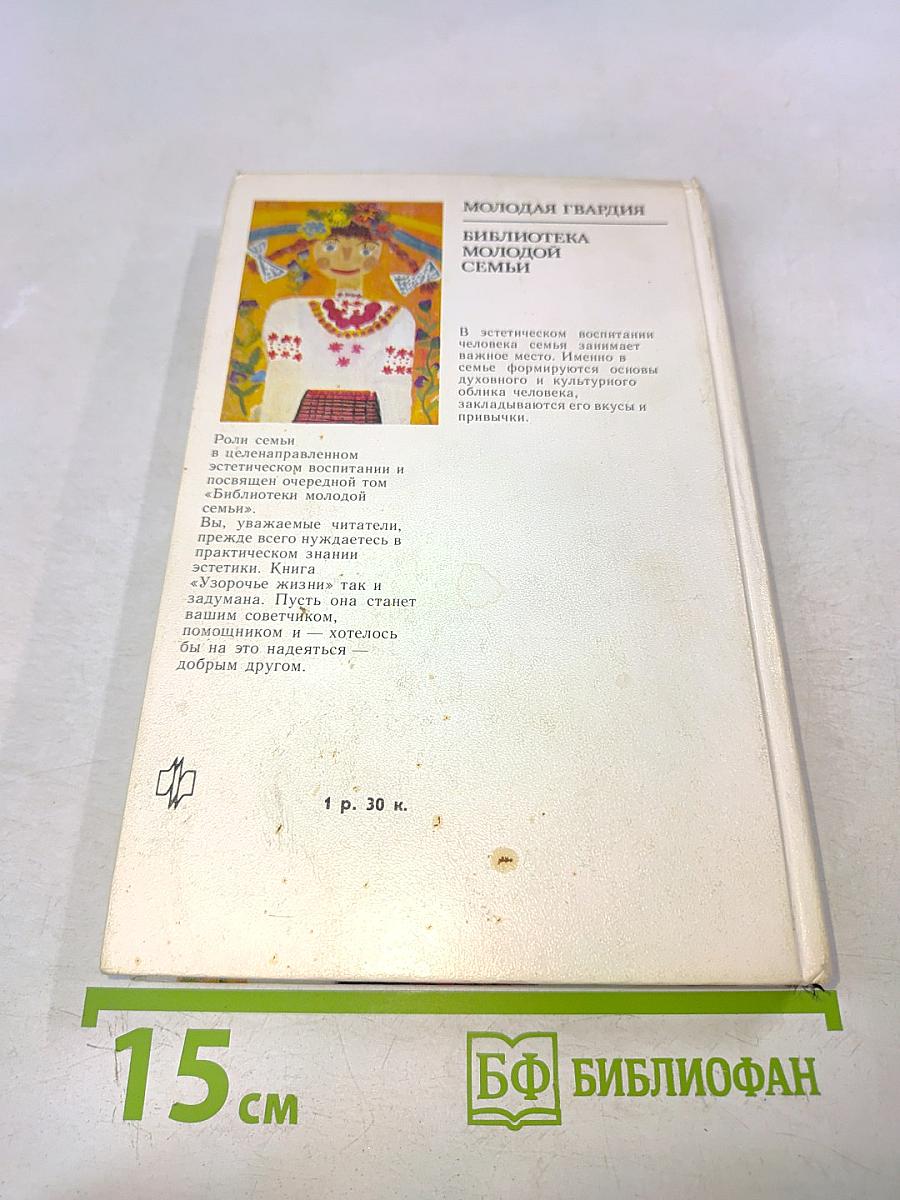 МОЛОДАЯ ГВАРДИЯ
БИБЛИОТЕКА
МОЛОДОЙ
СЕМЬИ
В эстетическом воспитании
человека семья занимает
важное место. Именно в
семье формируются основы
духовного и культурного
облика человека,
закладываются его вкусы и
привычки.
Роли семьи
в целенаправленном
эстетическом воспитании и
посвящен очередной том
«Библиотеки молодой
семьи».
Вы, уважаемые читатели,
прежде всего нуждаетесь в
практическом знании
эстетики. Книга
«Узорочье жизни» так и
задумана. Пусть она станет
вашим советчиком,
помощником и — хотелось
бы на это надеяться —
добрым другом.
1 р. 30 к.
15 см
БФ БИБЛИОФАН